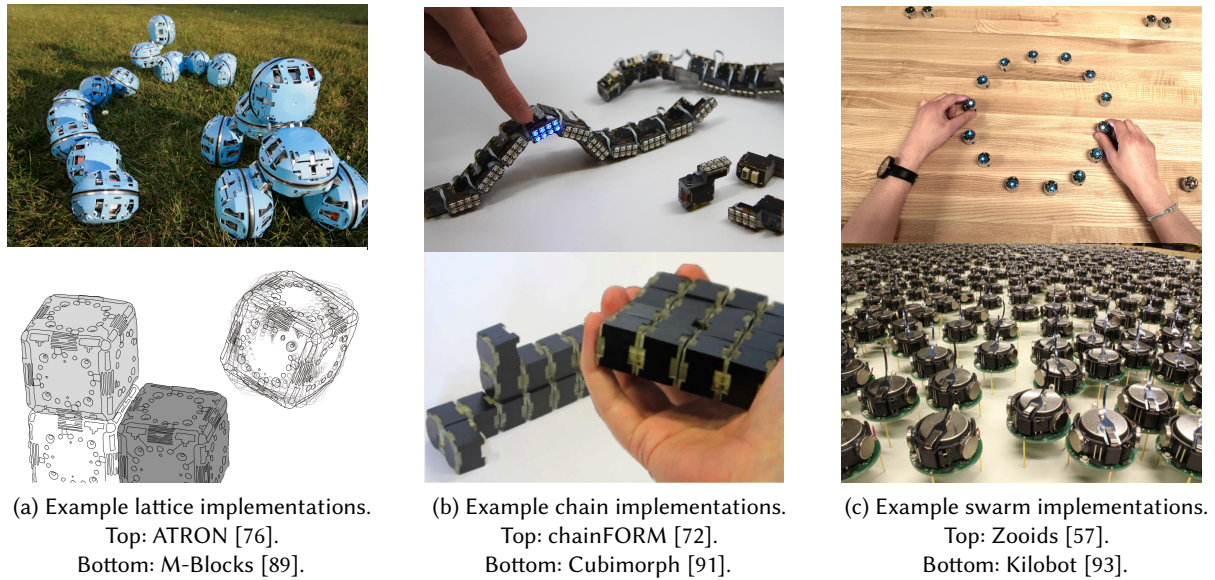 (a) Example lattice implementations.
Top: ATRON [76].
Bottom: M-Blocks [89].
(b) Example chain implementations.
Top: chainFORM [72].
Bottom: Cubimorph [91].
(c) Example swarm implementations.
Top: Zooids [57].
Bottom: Kilobot [93].